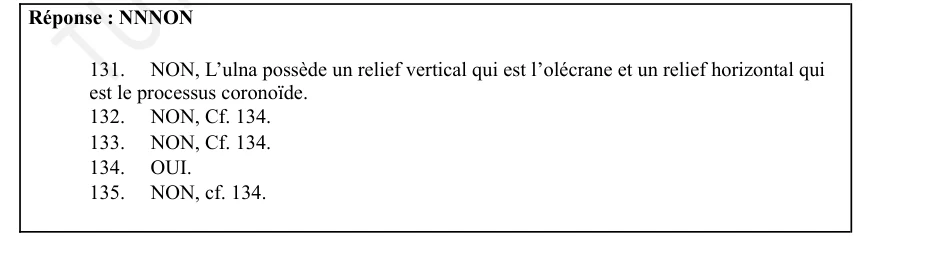 Réponse : NNNON
131. NON, L’ulna possède un relief vertical qui est l’olécrane et un relief horizontal qui
est le processus coronoïde.
132. NON, Cf. 134.
133. NON, Cf. 134.
134. OUI.
135. NON, cf. 134.